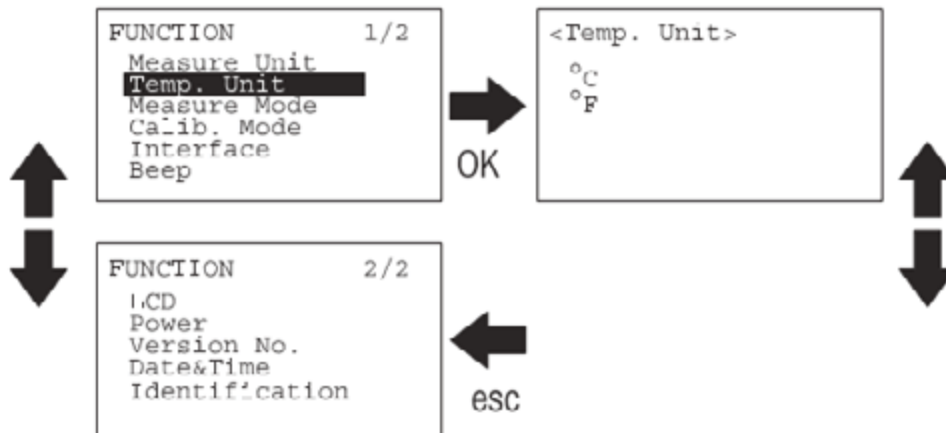 FUNCTION 1/2
Measure Unit
Temp. Unit
Measure Mode
Calib. Mode
Interface
Beep
OK
<Temp. Unit>
°C
°F
FUNCTION 2/2
LCD
Power
Version No.
Date&Time
Identification
esc